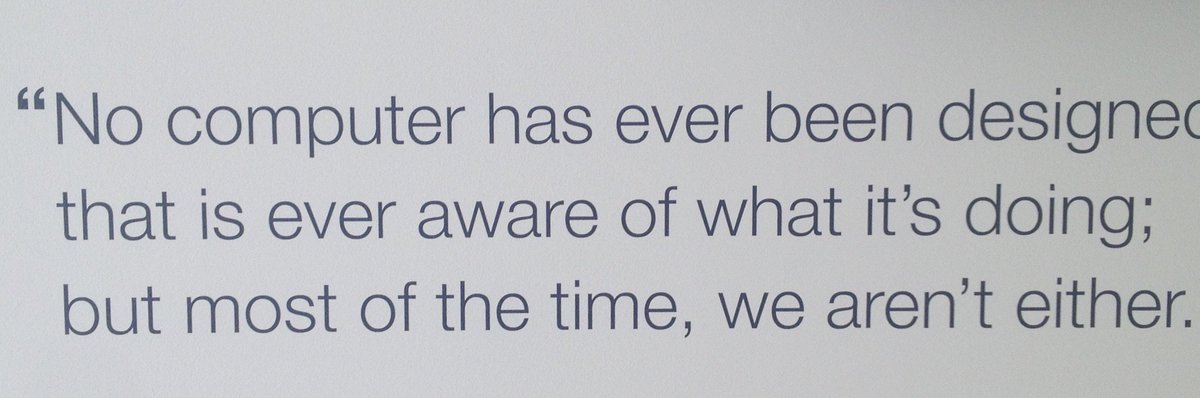 “No computer has ever been designed
that is ever aware of what it’s doing;
but most of the time, we aren’t either.